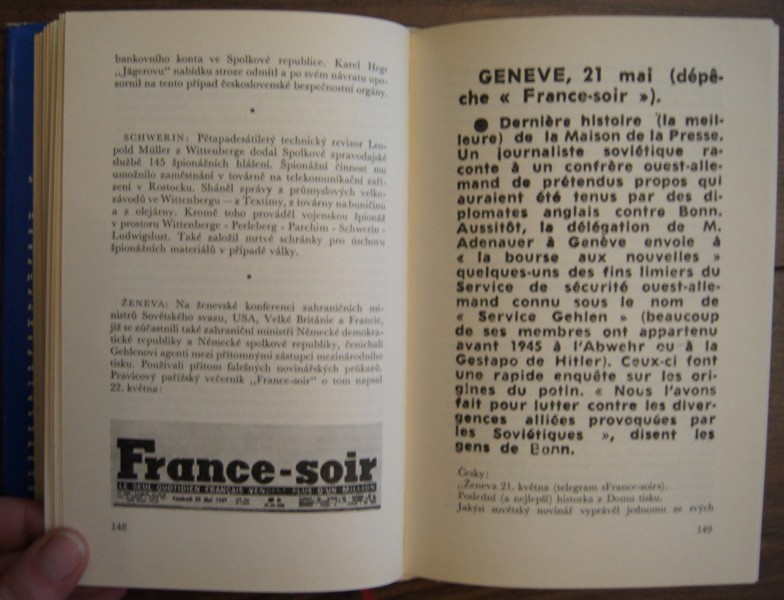 bankovního konta ve Spolkové republice. Karel Hegr
„Jägerovu" nabídku stroze odmítl a po svém návratu upo-
zornil na tento případ československé bezpečnostní orgány.
*
SCHWERIN: Pětapadesátiletý technický revizor Leo-
pold Müller z Wittenberge dodal Spolkové zpravodajské
službě 145 špionážních hlášení. Špionážní činnost mu
umožnilo zaměstnání v továrně na telekomunikační zaří-
zení v Rostocku. Sháněl zprávy z průmyslových velko-
závodů ve Wittenbergu — z Textimy, z továrny na buničinu
a z olejárny. Kromě toho prováděl vojenskou špionáž
v prostoru Wittenberge - Perleberg - Parchim - Schwerin -
Ludwigslust. Také založil mrtvé schránky pro úschovu
špionážních materiálů v případě války.
*
ŽENEVA: Na ženevské konferenci zahraničních mi-
nistrů Sovětského svazu, USA, Velké Británie a Francie,
jíž se zúčastnili také zahraniční ministři Německé demokra-
tické republiky a Německé spolkové republiky, čenichali
Gehlenovi agenti mezi přítomnými zástupci mezinárodního
tisku. Používali přitom falešných novinářských průkazů.
Pravicový pařížský večerník „France-soir" o tom napsal
22. května:
France-soir
LE SEUL QUOTIDIEN FRANÇAIS VENDANT PLUS D'UN MILLION
148
GENEVE, 21 mai (dépê-
che « France-soir »).
● Dernière histoire (la meil-
leure) de la Maison de la Presse.
Un journaliste soviétique ra-
conte à un confrère ouest-alle-
mand de prétendus propos qui
auraient été tenus par des di-
plomates anglais contre Bonn.
Aussitôt, la délégation de M.
Adenauer à Genève envoie à
« la bourse aux nouvelles »
quelques-uns des fins limiers du
Service de sécurité ouest-alle-
mand connu sous le nom de
« Service Gehlen » (beaucoup
de ses membres ont appartenu
avant 1945 à l'Abwehr ou à la
Gestapo de Hitler). Ceux-ci font
une rapide enquête sur les ori-
gines du potin. « Nous l'avons
fait pour lutter contre les diver-
gences alliées provoquées par
les Soviétiques », disent les
gens de Bonn.
Česky:
„Ženeva 21. května (telegram »France-soir«).
Poslední (a nejlepší) historka z Domu tisku.
Jakýsi sovětský novinář vyprávěl jednomu ze svých
149